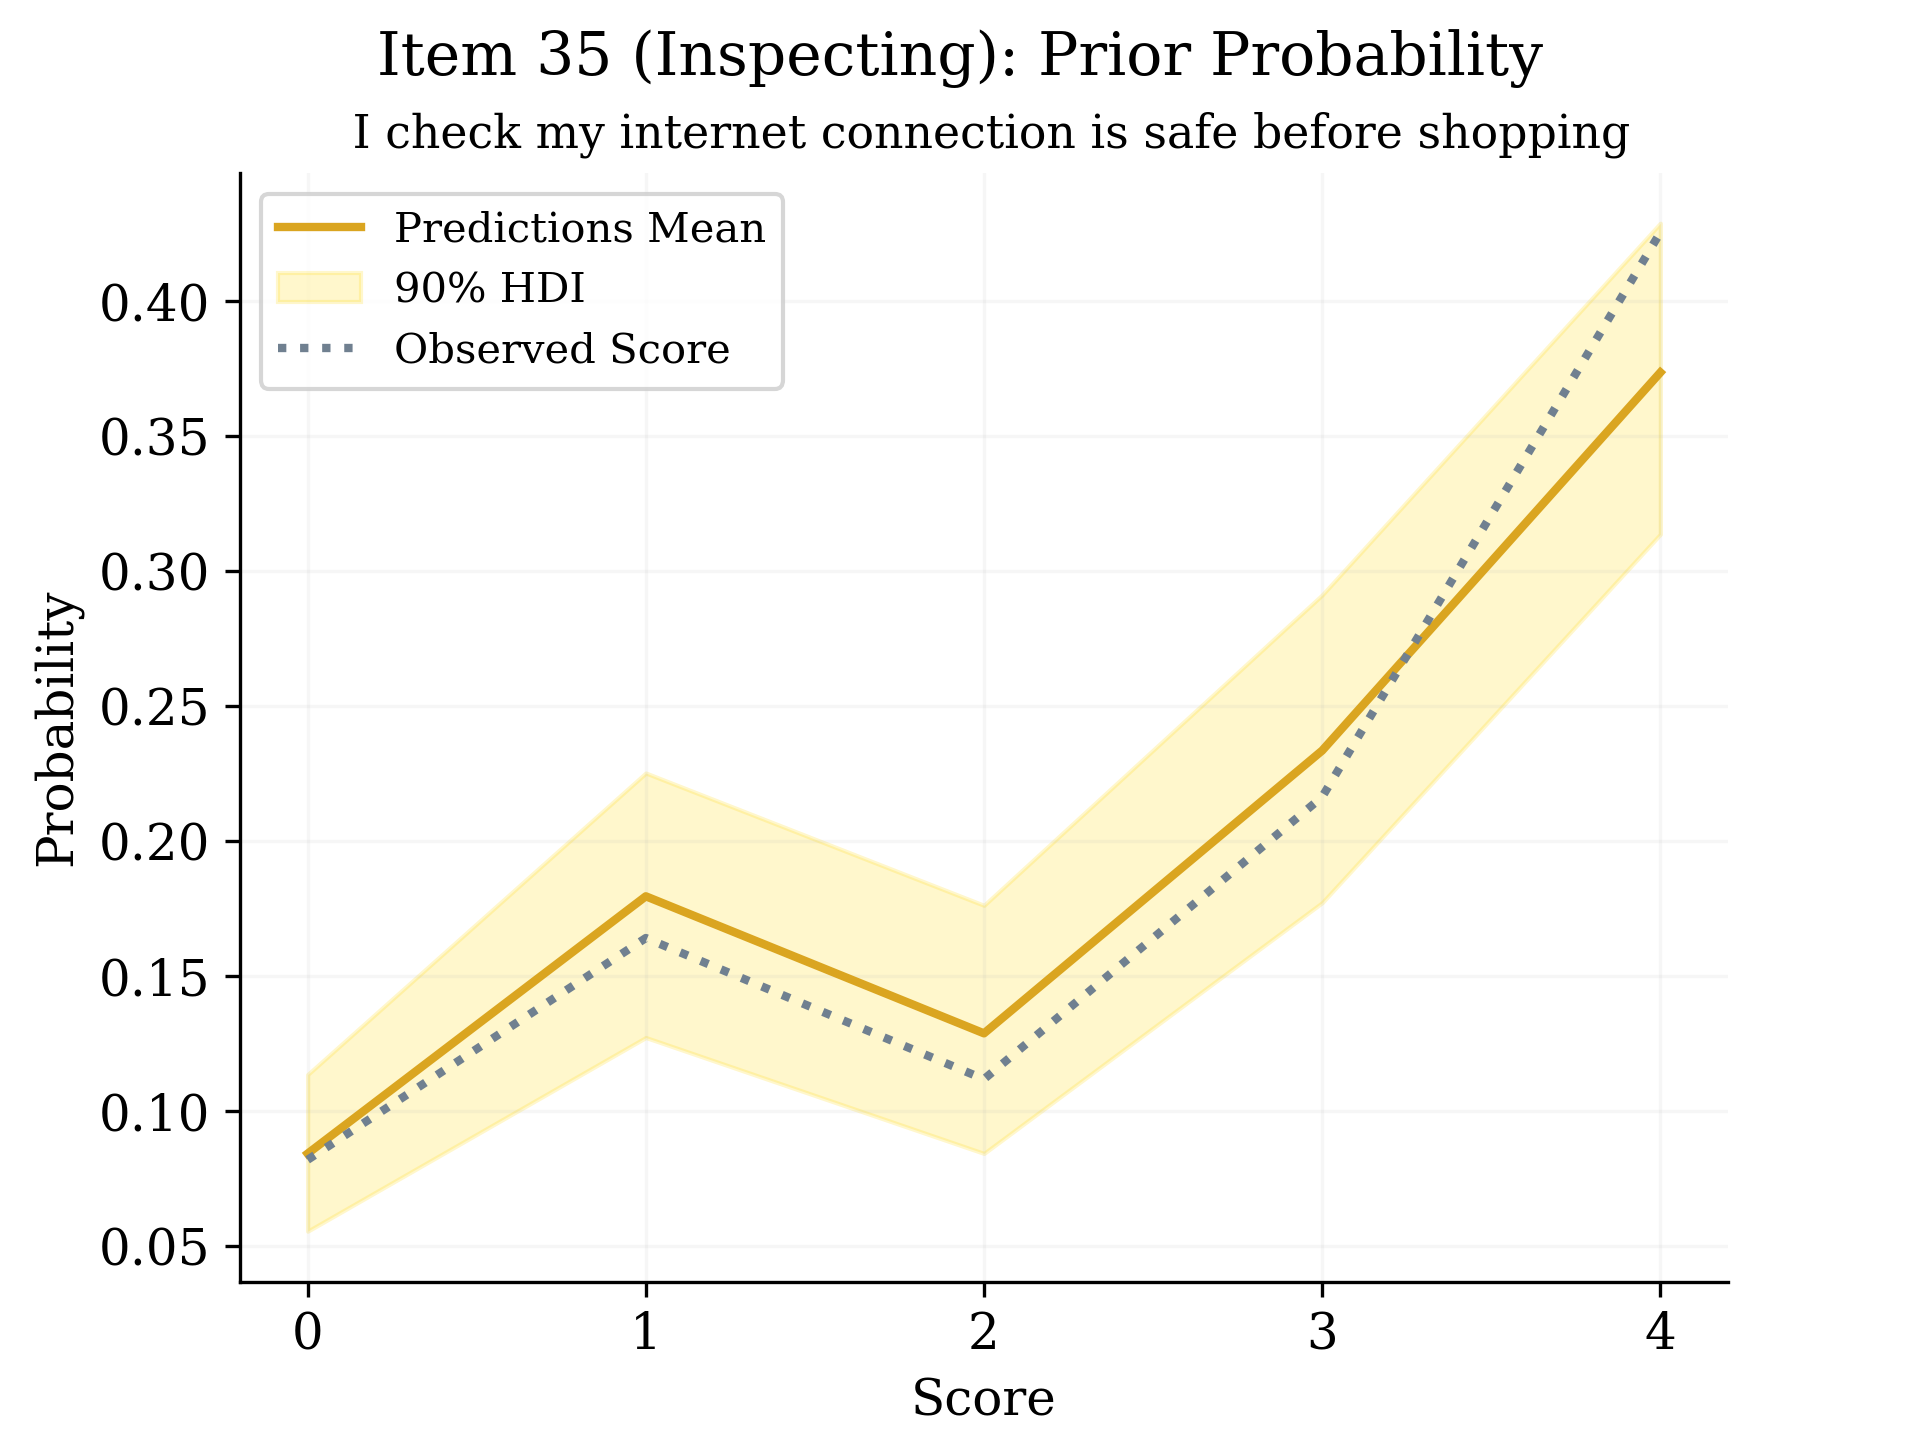 Item 35 (Inspecting): Prior Probability
I check my internet connection is safe before shopping
Predictions Mean
90% HDI
Observed Score
Probability
0.40
0.35
0.30
0.25
0.20
0.15
0.10
0.05
0 1 2 3 4
Score